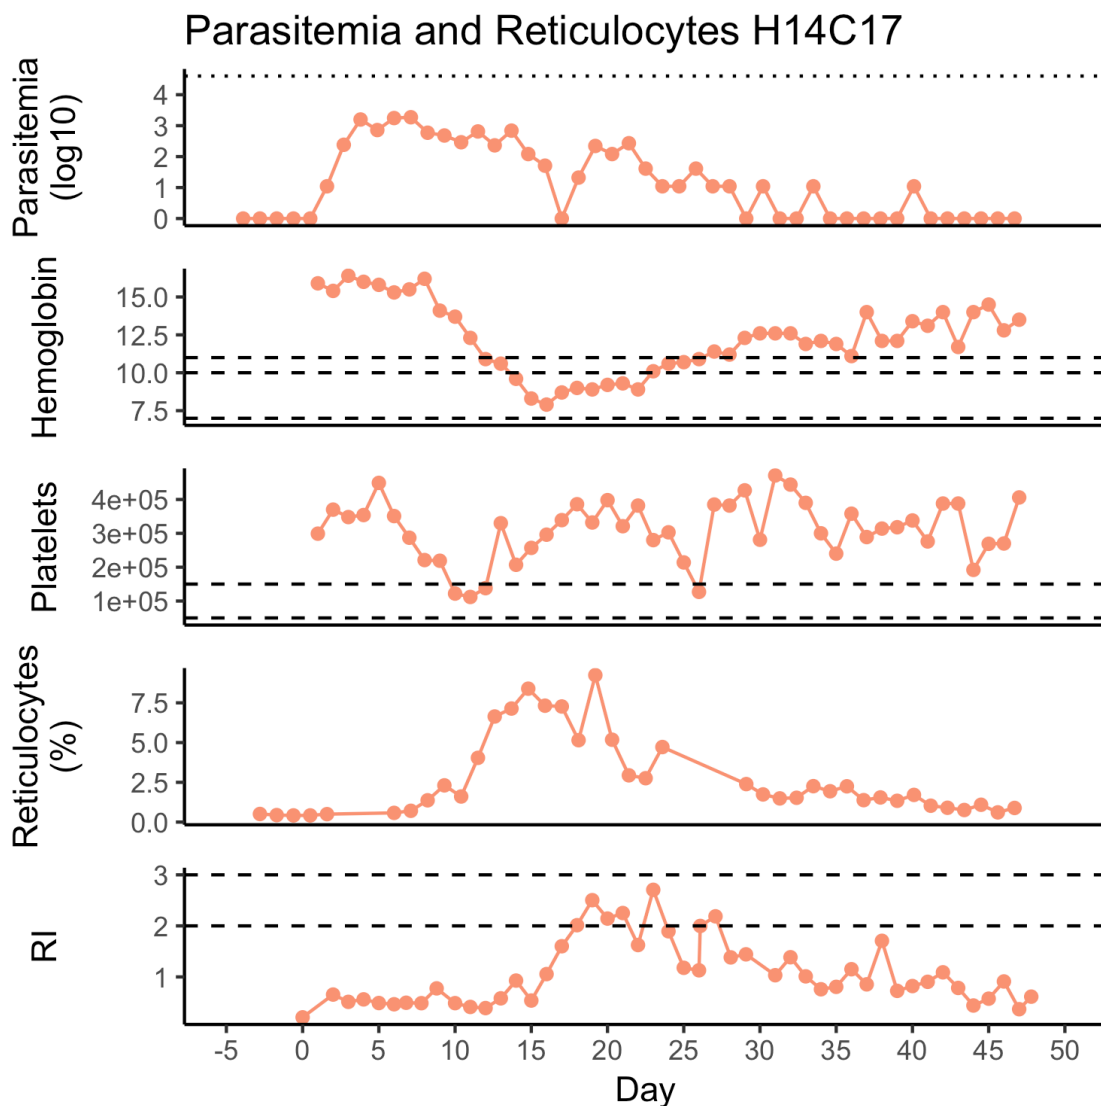 Parasitemia and Reticulocytes H14C17
Parasitemia
(log10)
4
3
2
1
0
Hemoglobin
15.0
12.5
10.0
7.5
Platelets
4e+05
3e+05
2e+05
1e+05
Reticulocytes
(%)
7.5
5.0
2.5
0.0
RI
3
2
1
-5 0 5 10 15 20 25 30 35 40 45 50
Day